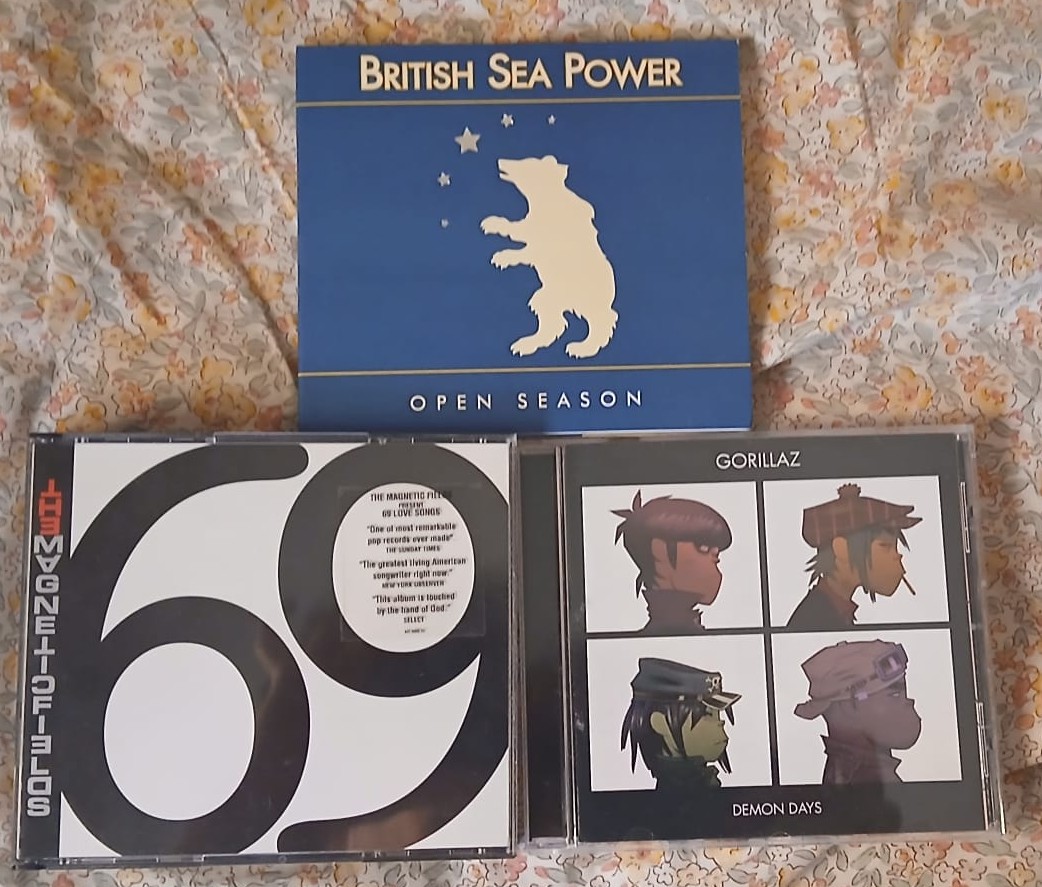 BRITISH SEA POWER
OPEN SEASON
THE MAGNETIC FIELDS
69
THE MAGNETIC
PRESENT
69 LOVE SONGS
"One of most remarkable
pop records ever made"
THE SUNDAY TIMES
"The greatest living American
songwriter right now."
NEW YORK OBSERVER
"This album is touched
by the hand of God."
SELECT
GORILLAZ
DEMON DAYS